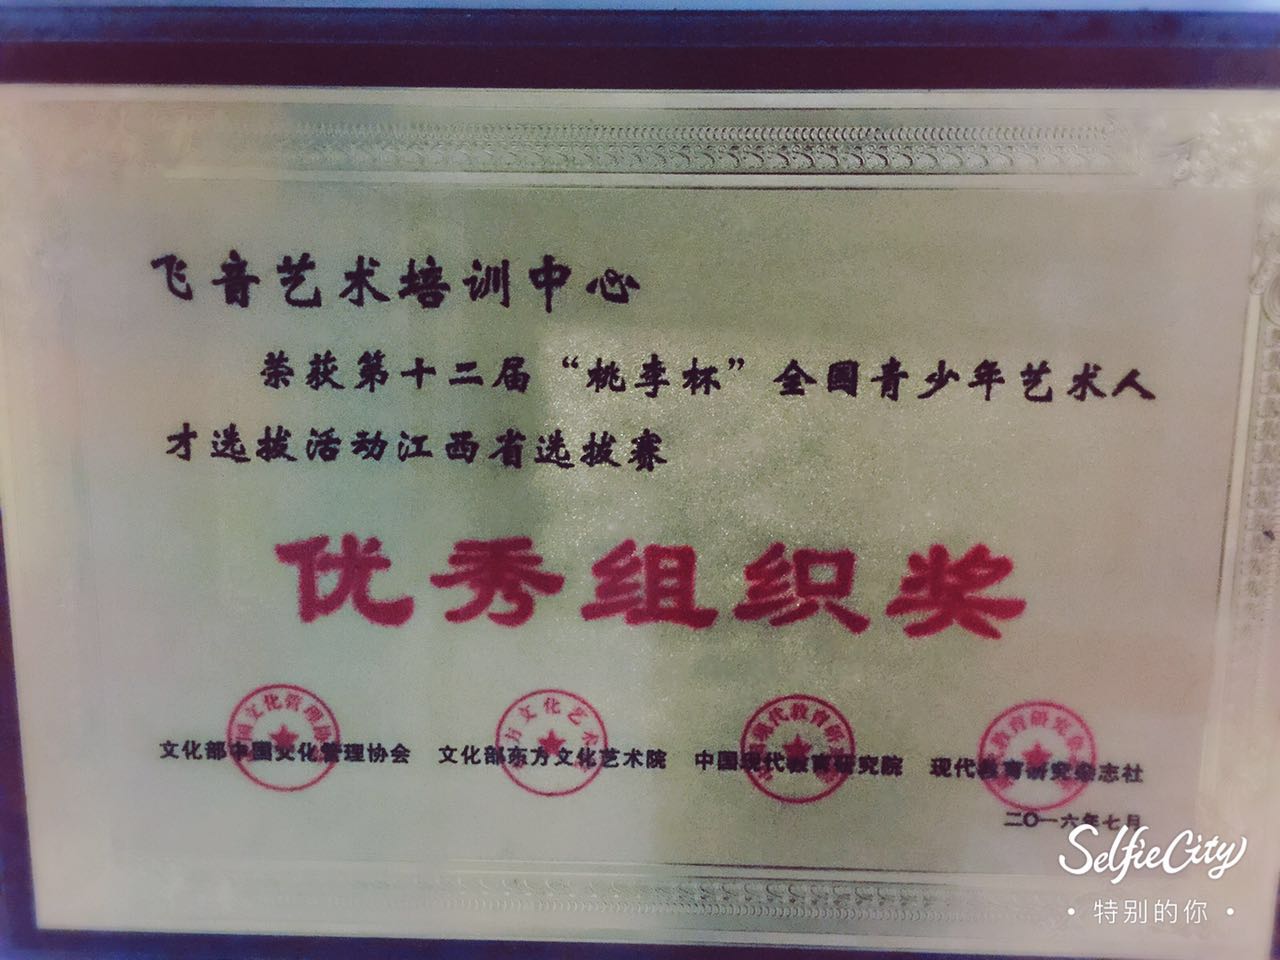 飞音艺术培训中心
荣获第十二届“桃李杯”全国青少年艺术人
才选拔活动江西省选拔赛
优秀组织奖
文化部中国文化管理协会 文化部东方文化艺术院 中国现代教育研究院 现代教育研究杂志社
二〇一六年七月
SelfieCity
·特别的你·